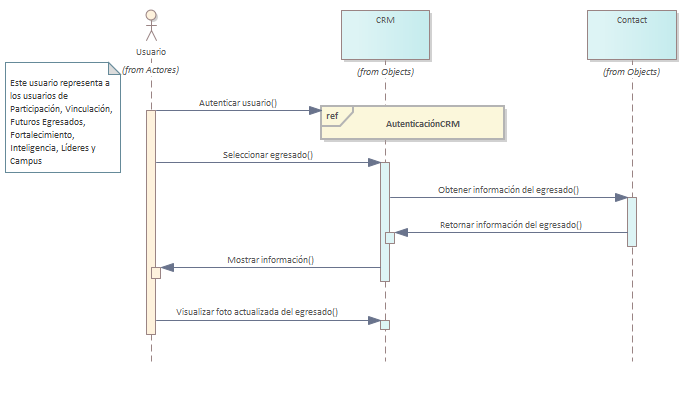 CRM
Contact
Usuario
(from Actores)
(from Objects)
(from Objects)
Este usuario representa a
los usuarios de
Participación, Vinculación,
Futuros Egresados,
Fortalecimiento,
Inteligencia, Líderes y
Campus
Autenticar usuario()
ref
AutenticaciónCRM
Seleccionar egresado()
Obtener información del egresado()
Retornar información del egresado()
Mostrar información()
Visualizar foto actualizada del egresado()